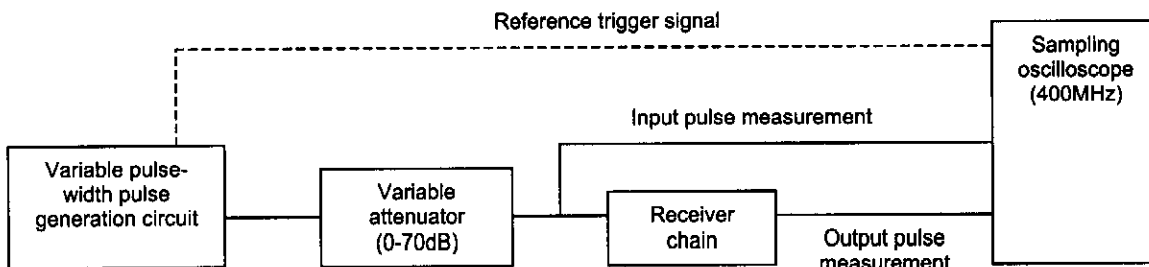 Reference trigger signal
Sampling
oscilloscope
(400MHz)
Input pulse measurement
Variable pulse-
width pulse
generation circuit
Variable
attenuator
(0-70dB)
Receiver
chain
Output pulse
measurement